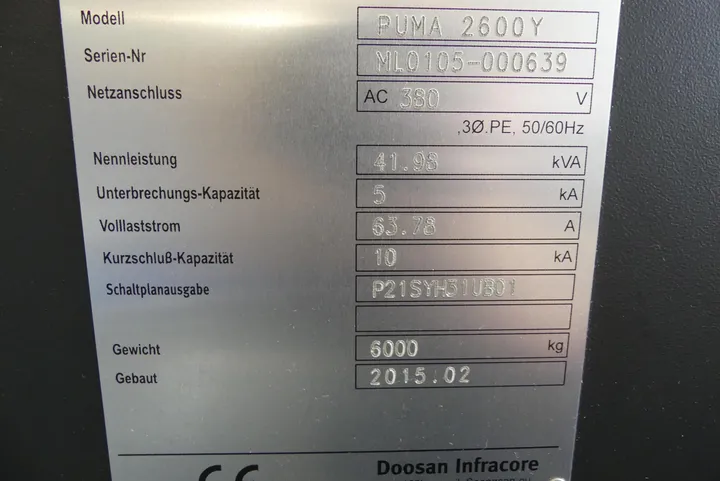 Modell PUMA 2600Y
Serien-Nr ML0105-000639
Netzanschluss AC 380 V
,3Ø.PE, 50/60Hz
Nennleistung 41.98 kVA
Unterbrechungs-Kapazität 5 kA
Volllaststrom 63.78 A
Kurzschluß-Kapazität 10 kA
Schaltplanausgabe P21SYH31UB01
Gewicht 6000 kg
Gebaut 2015.02
CE Doosan Infracore